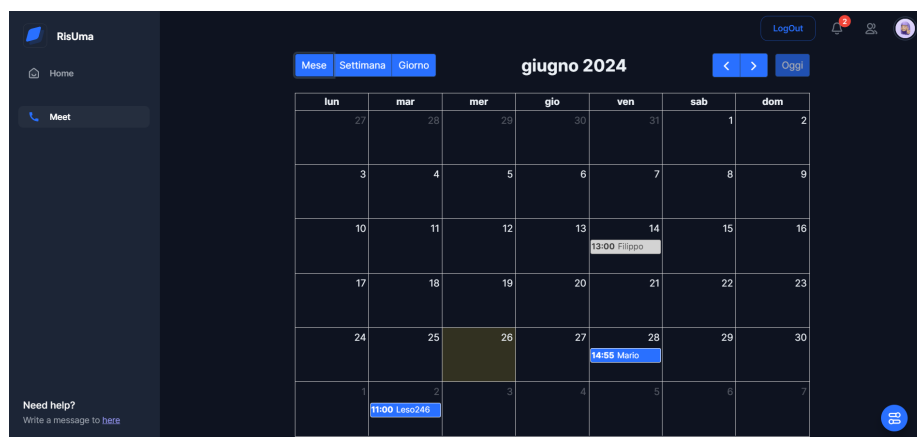 RisUma
LogOut
2
Home
Meet
Mese Settimana Giorno
giugno 2024
Oggi
lun mar mer gio ven sab dom
27 28 29 30 31 1 2
3 4 5 6 7 8 9
10 11 12 13 14 15 16
13:00 Filippo
17 18 19 20 21 22 23
24 25 26 27 28 29 30
14:55 Mario
1 2 3 4 5 6 7
11:00 Leso246
Need help?
Write a message to here